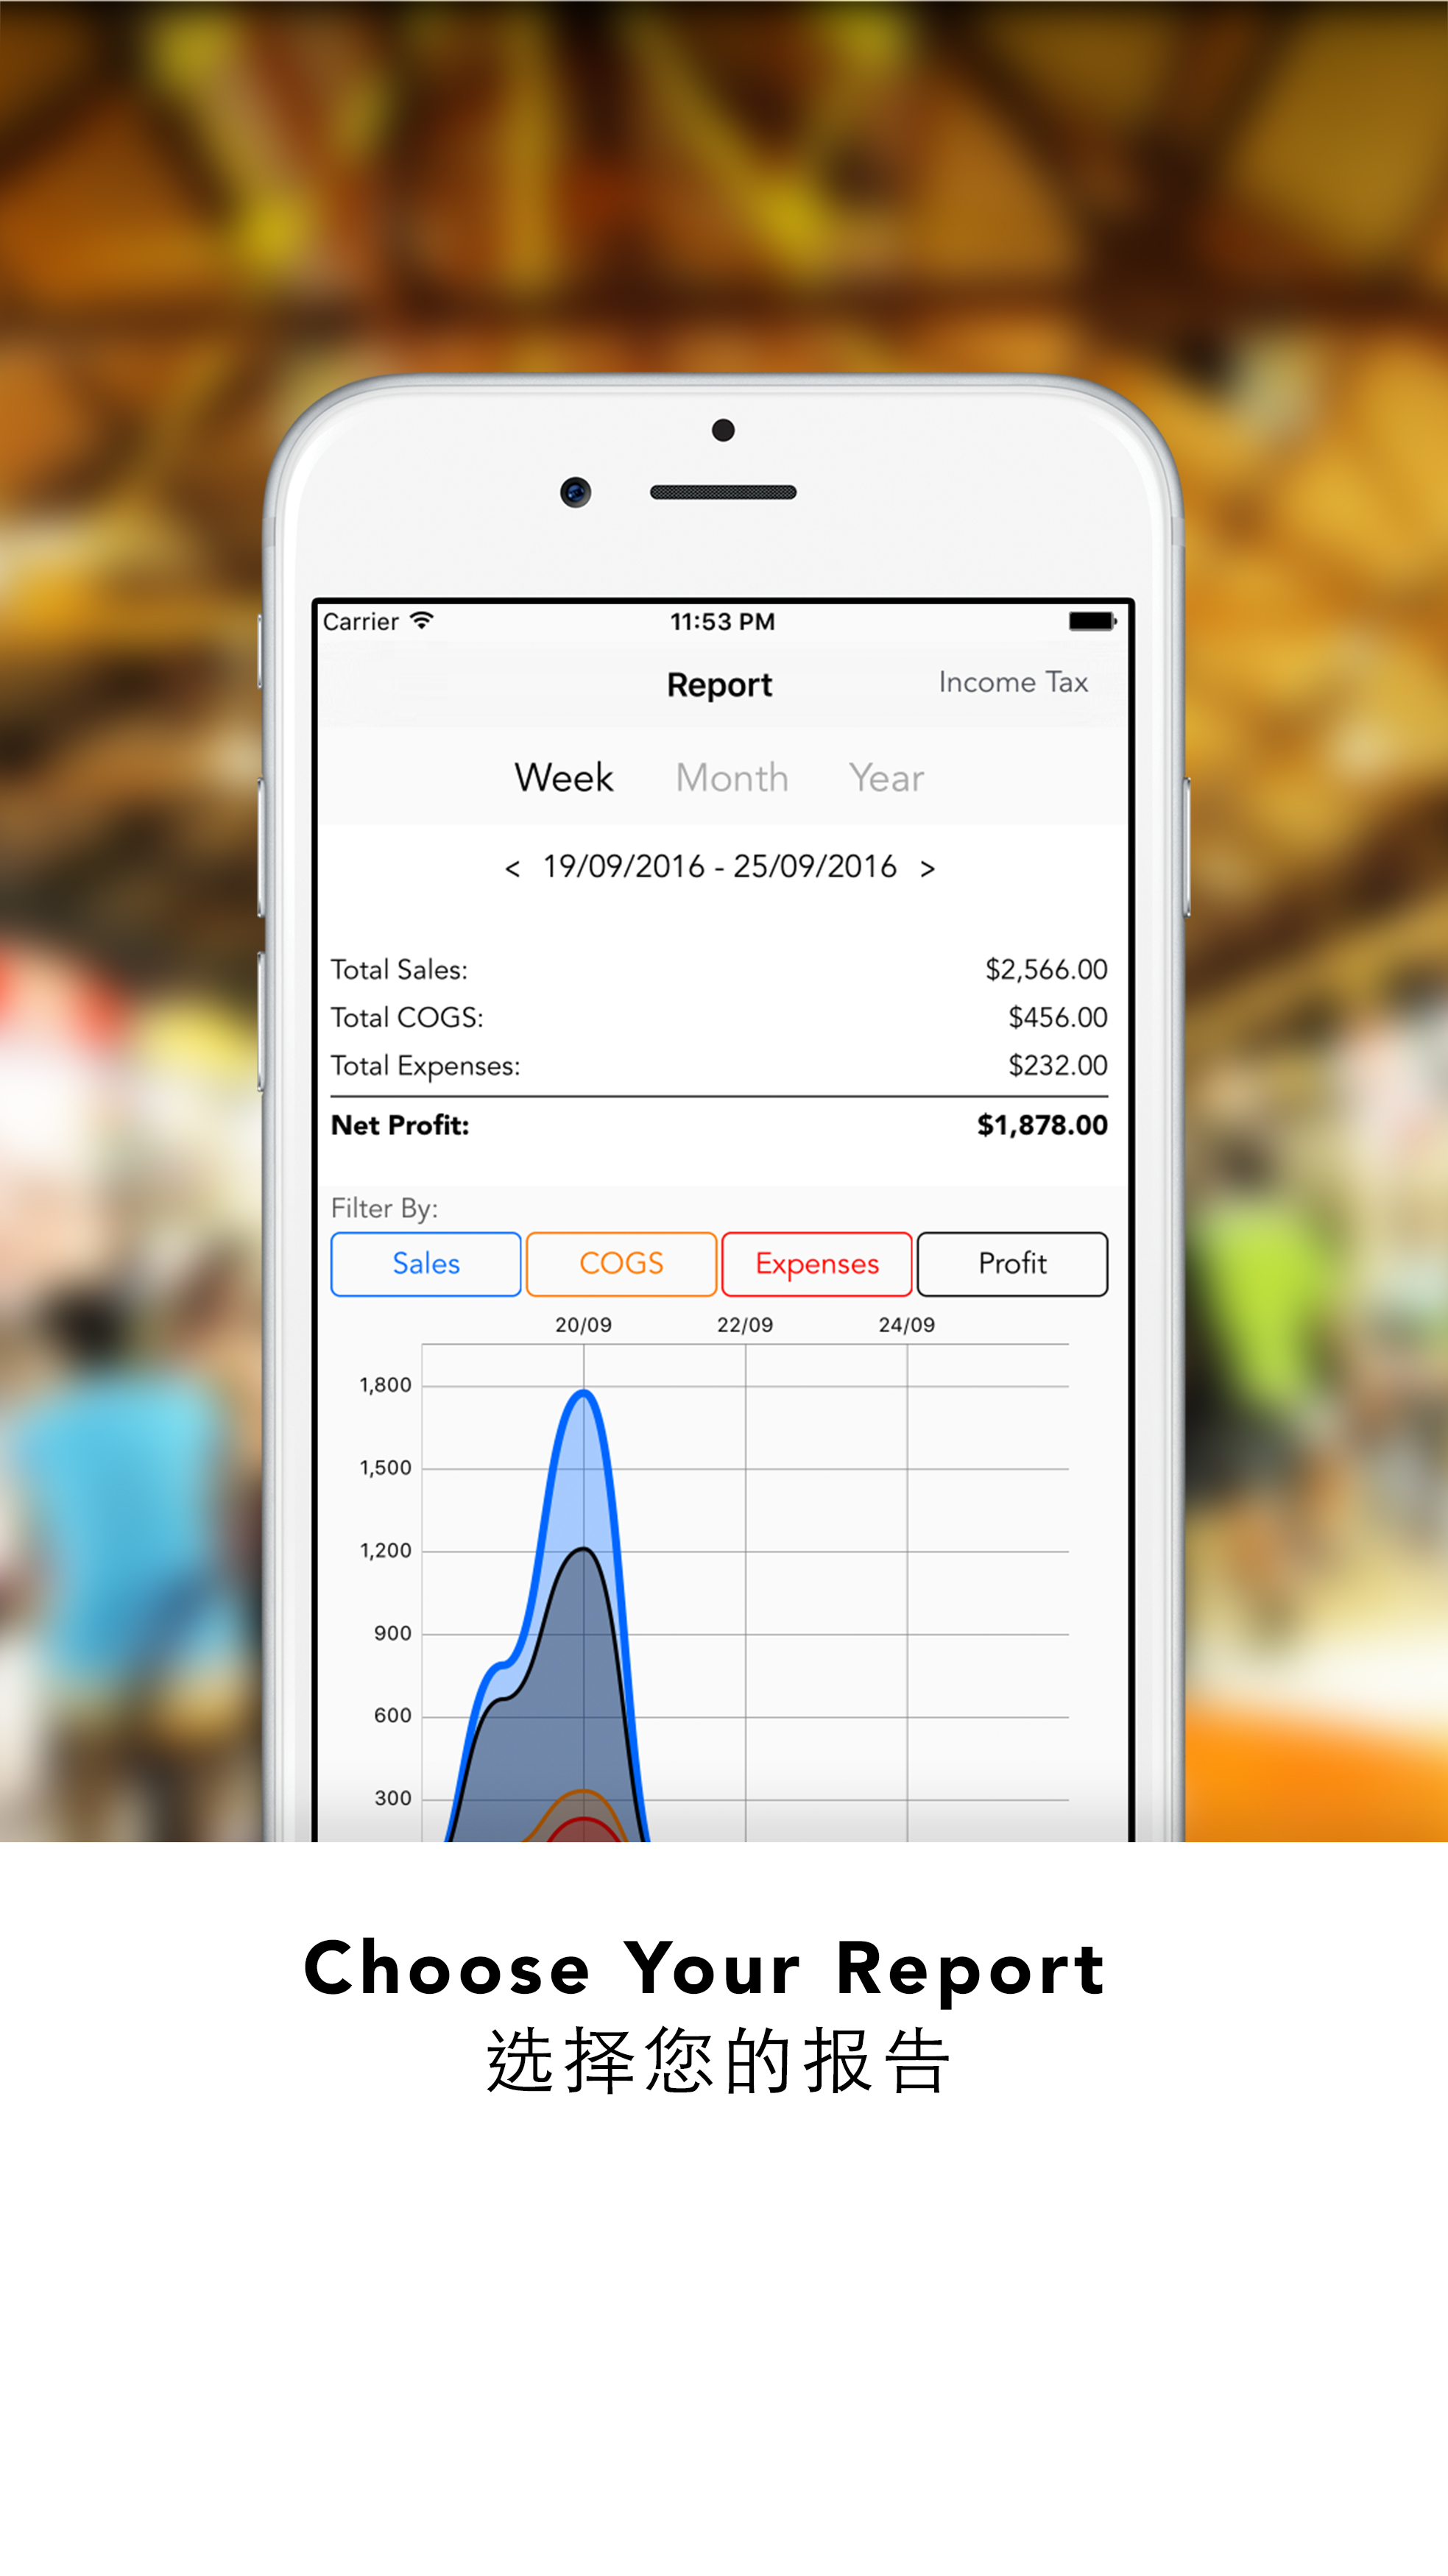 Carrier 11:53 PM
Report Income Tax
Week Month Year
< 19/09/2016 - 25/09/2016 >
Total Sales: $2,566.00
Total COGS: $456.00
Total Expenses: $232.00
Net Profit: $1,878.00
Filter By:
Sales COGS Expenses Profit
20/09 22/09 24/09
1,800
1,500
1,200
900
600
300
Choose Your Report
选择您的报告